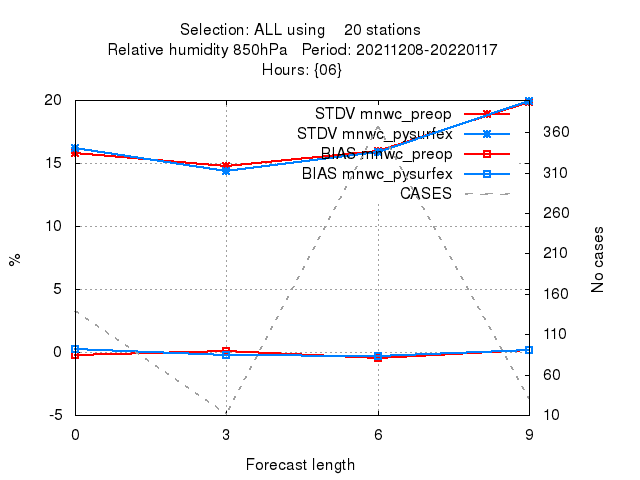 Selection: ALL using 20 stations
Relative humidity 850hPa Period: 20211208-20220117
Hours: {06}
STDV mnwc_preop
STDV mnwc_pysurfex
BIAS mnwc_preop
BIAS mnwc_pysurfex
CASES
20
15
10
5
0
-5
%
360
310
260
210
160
110
60
10
No cases
0 3 6 9
Forecast length